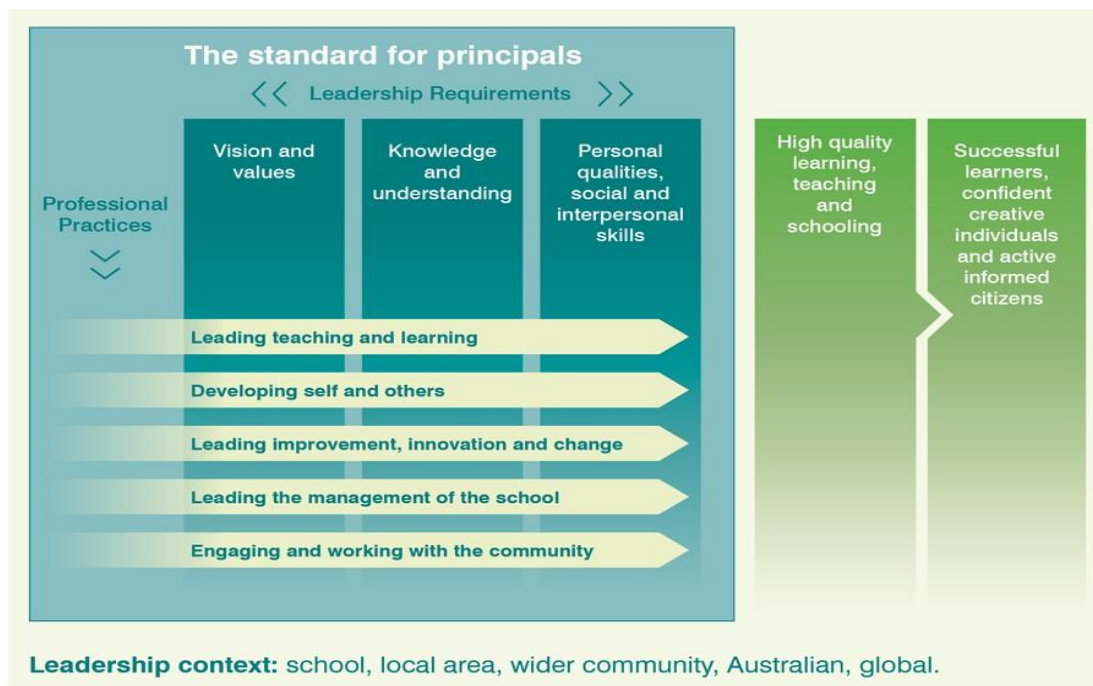 The standard for principals
Leadership Requirements
Professional
Practices
Vision and
values
Knowledge
and
understanding
Personal
qualities,
social and
interpersonal
skills
High quality
learning,
teaching
and
schooling
Successful
learners,
confident
creative
individuals
and active
informed
citizens
Leading teaching and learning
Developing self and others
Leading improvement, innovation and change
Leading the management of the school
Engaging and working with the community
Leadership context: school, local area, wider community, Australian, global.